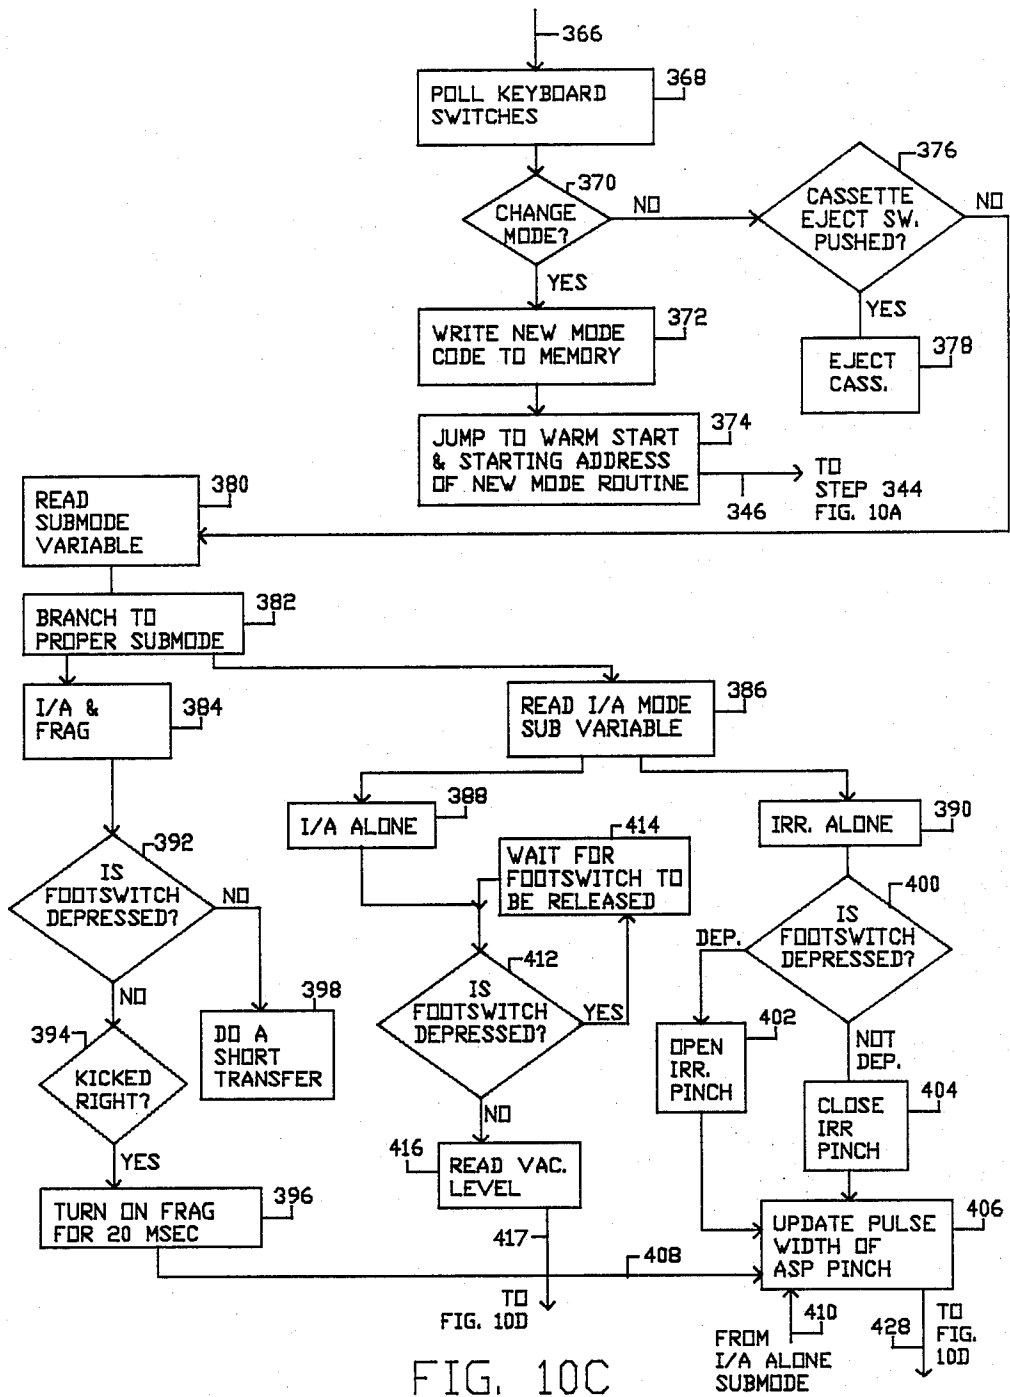 366
POLL KEYBOARD
SWITCHES
368
370
CHANGE
MODE?
NO
YES
376
CASSETTE
EJECT SW.
PUSHED?
NO
YES
WRITE NEW MODE
CODE TO MEMORY
372
EJECT
CASS.
378
JUMP TO WARM START
& STARTING ADDRESS
OF NEW MODE ROUTINE
374
346
TO
STEP 344
FIG. 10A
READ
SUBMODE
VARIABLE
380
BRANCH TO
PROPER SUBMODE
382
I/A &
FRAG
384
READ I/A MODE
SUB VARIABLE
386
I/A ALONE
388
IRR. ALONE
390
392
IS
FOOTSWITCH
DEPRESSED?
NO
NO
414
WAIT FOR
FOOTSWITCH TO
BE RELEASED
400
IS
FOOTSWITCH
DEPRESSED?
DEP.
NOT
DEP.
412
IS
FOOTSWITCH
DEPRESSED?
YES
NO
394
KICKED
RIGHT?
YES
398
DO A
SHORT
TRANSFER
402
OPEN
IRR.
PINCH
404
CLOSE
IRR
PINCH
416
READ VAC.
LEVEL
417
TURN ON FRAG
FOR 20 MSEC
396
UPDATE PULSE
WIDTH OF
ASP PINCH
406
408
TO
FIG. 10D
410
FROM
I/A ALONE
SUBMODE
428
TO
FIG.
10D
FIG. 10C